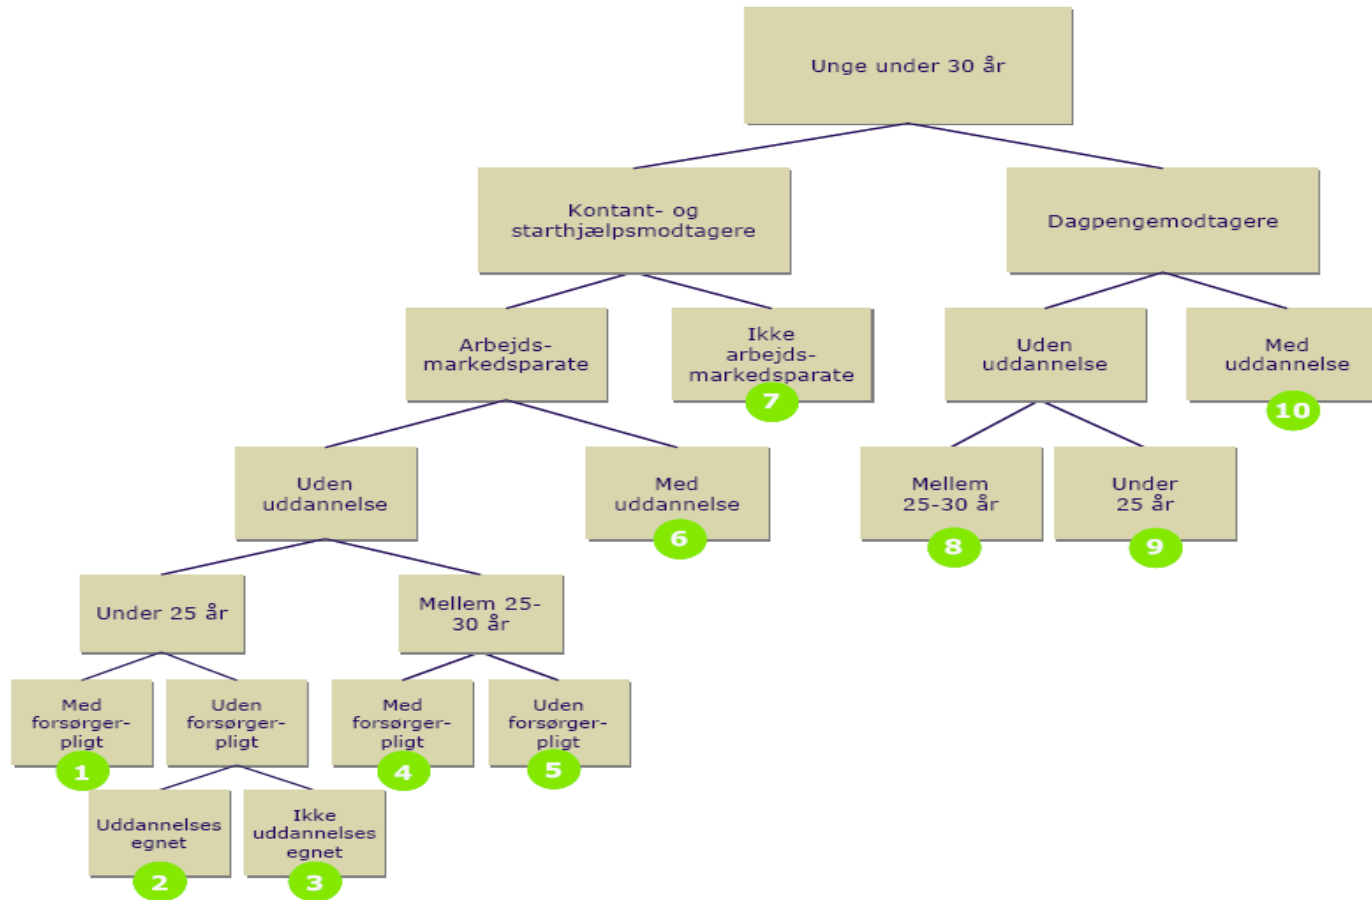 Unge under 30 år
Kontant- og
starthjælpsmodtagere
Dagpengemodtagere
Arbejds-
markedsparate
Ikke
arbejds-
markedsparate
7
Uden
uddannelse
Med
uddannelse
10
Uden
uddannelse
Med
uddannelse
6
Mellem
25-30 år
8
Under
25 år
9
Under 25 år
Mellem 25-
30 år
Med
forsørger-
pligt
1
Uden
forsørger-
pligt
Med
forsørger-
pligt
4
Uden
forsørger-
pligt
5
Uddannelses
egnet
2
Ikke
uddannelses
egnet
3